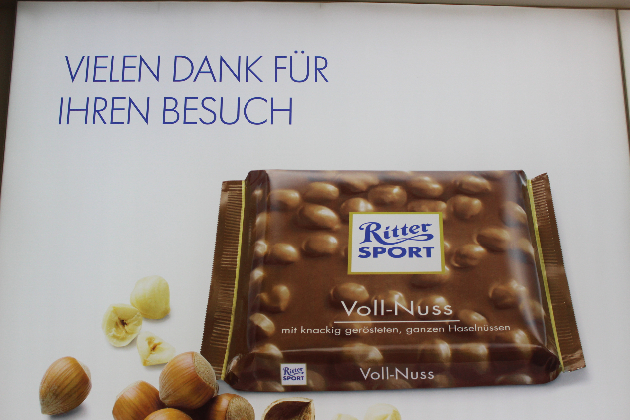 VIELEN DANK FÜR
IHREN BESUCH
Ritter
SPORT
Voll-Nuss
mit knackig gerösteten, ganzen Haselnüssen
Ritter
SPORT
Voll-Nuss